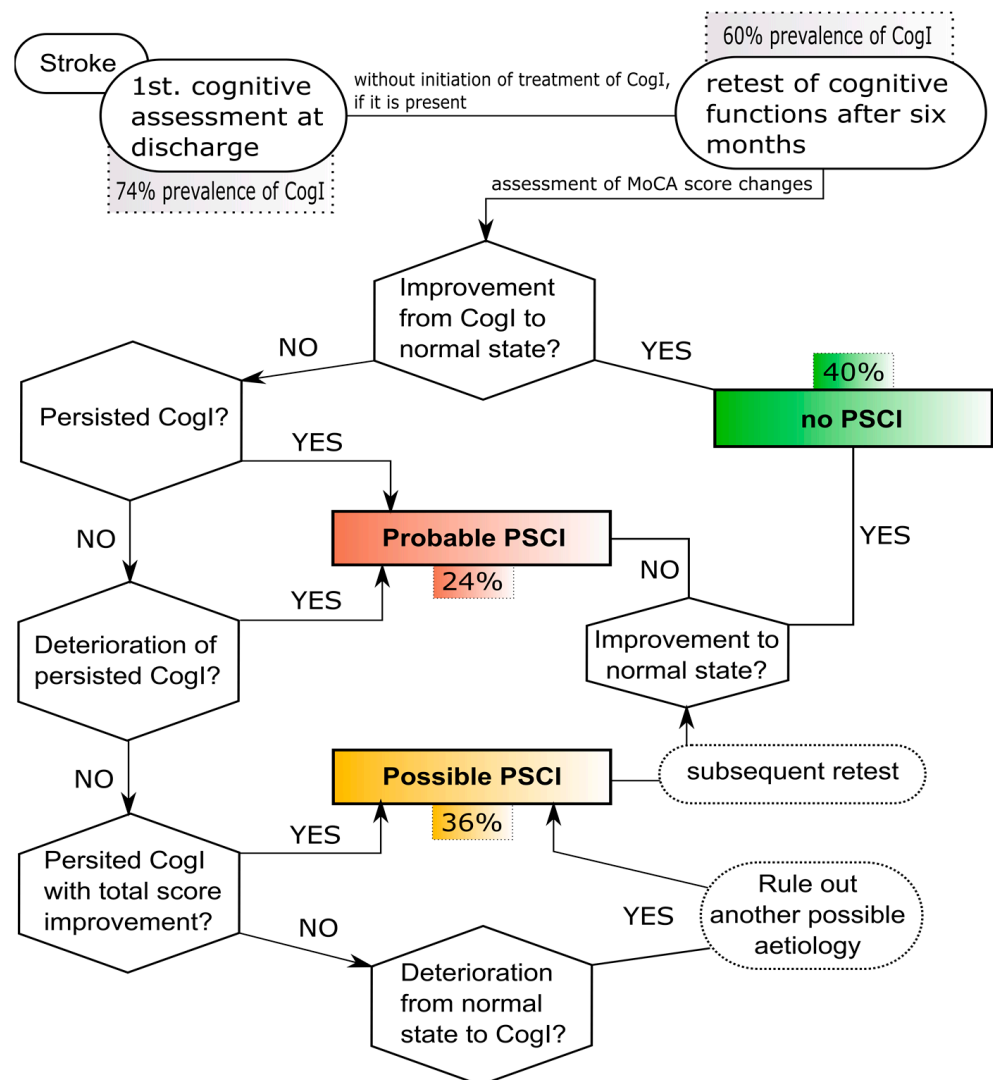 60% prevalence of CogI
Stroke
1st. cognitive
assessment at
discharge
74% prevalence of CogI
without initiation of treatment of CogI,
if it is present
retest of cognitive
functions after six
months
assessment of MoCA score changes
Improvement
from CogI to
normal state?
NO
YES
40%
no PSCI
Persisted CogI?
YES
NO
Probable PSCI
24%
NO
YES
Improvement to
normal state?
YES
Deterioration of
persisted CogI?
NO
subsequent retest
Possible PSCI
36%
YES
Persited CogI
with total score
improvement?
NO
Deterioration
from normal
state to CogI?
YES
Rule out
another possible
aetiology